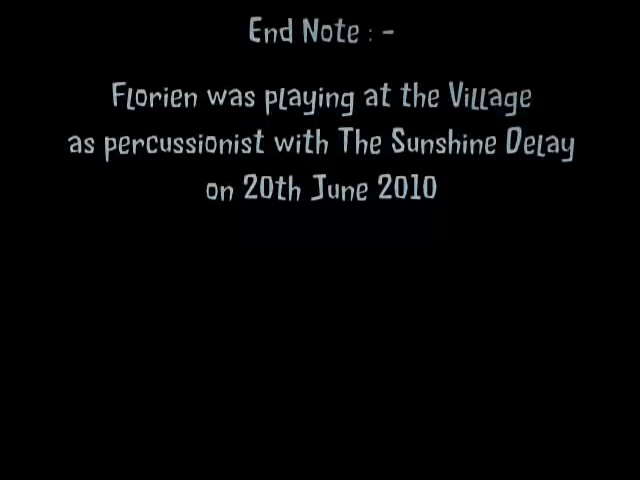 End Note : -
Florien was playing at the Village
as percussionist with The Sunshine Delay
on 20th June 2010